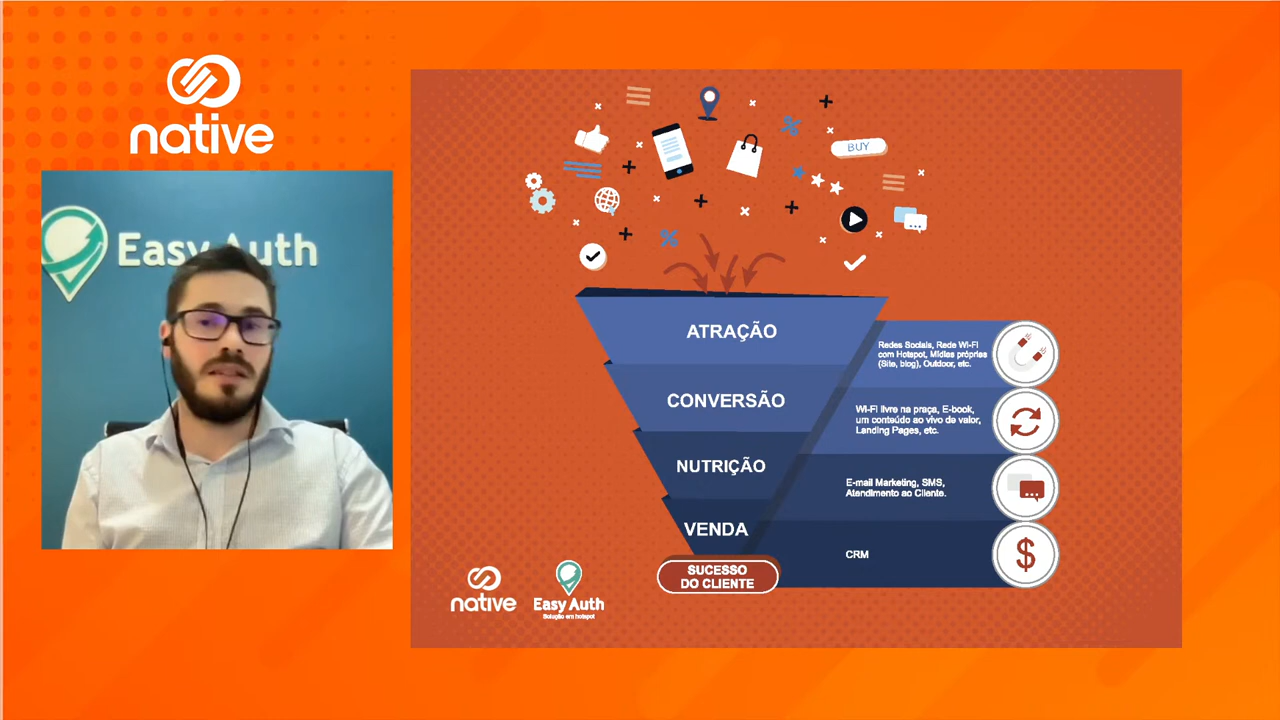 native
Easy Auth
BUY
ATRAÇÃO
Redes Sociais, Rede Wi-Fi
com Hotspot, Mídias próprias
(Site, blog), Outdoor, etc.
CONVERSÃO
Wi-Fi livre na praça, E-book,
um conteúdo ao vivo de valor,
Landing Pages, etc.
NUTRIÇÃO
E-mail Marketing, SMS,
Atendimento ao Cliente.
VENDA
CRM
$
SUCESSO
DO CLIENTE
native
Easy Auth
Solução em hotspot